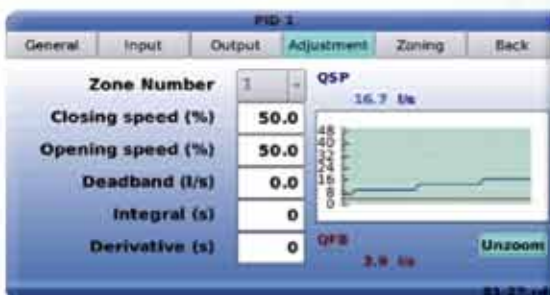 PID 1
General Input Output Adjustment Zoning Back
Zone Number 1
Closing speed (%) 50.0
Opening speed (%) 50.0
Deadband (l/s) 0.0
Integral (s) 0
Derivative (s) 0
QSP
16.7 l/s
48
40
32
24
16
8
0
QFB
3.9 l/s
Unzoom